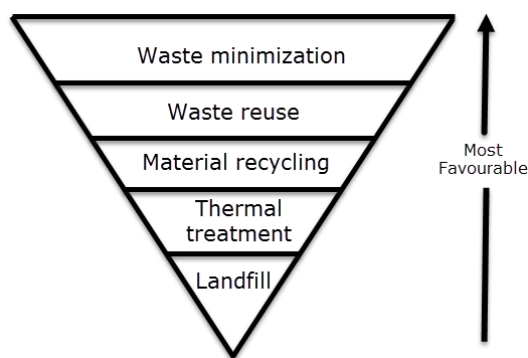 Waste minimization
Waste reuse
Material recycling
Thermal
treatment
Landfill
Most
Favourable